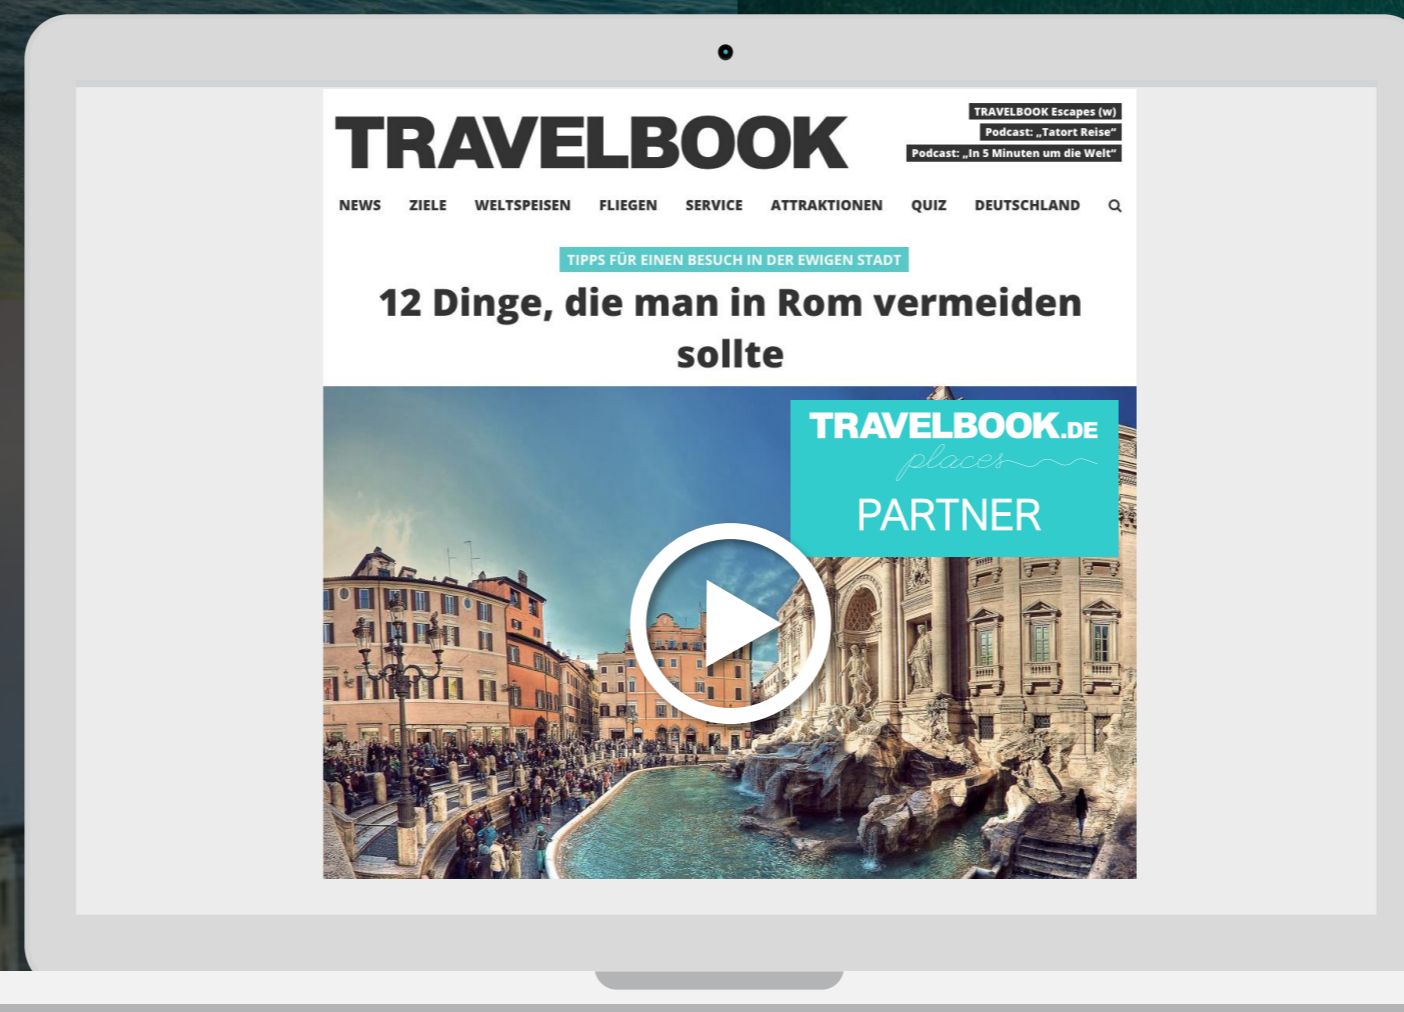 TRAVELBOOK
TRAVELBOOK Escapes (w)
Podcast: „Tatort Reise“
Podcast: „In 5 Minuten um die Welt“
NEWS ZIELE WELTSPEISEN FLIEGEN SERVICE ATTRAKTIONEN QUIZ DEUTSCHLAND
TIPPS FÜR EINEN BESUCH IN DER EWIGEN STADT
12 Dinge, die man in Rom vermeiden
sollte
TRAVELBOOK.DE
places
PARTNER